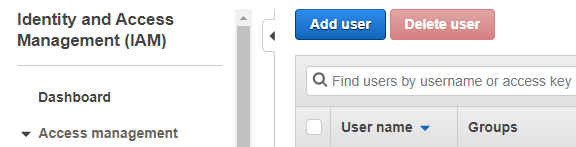 Identity and Access
Management (IAM)
Dashboard
Access management
Add user Delete user
Find users by username or access key
User name Groups